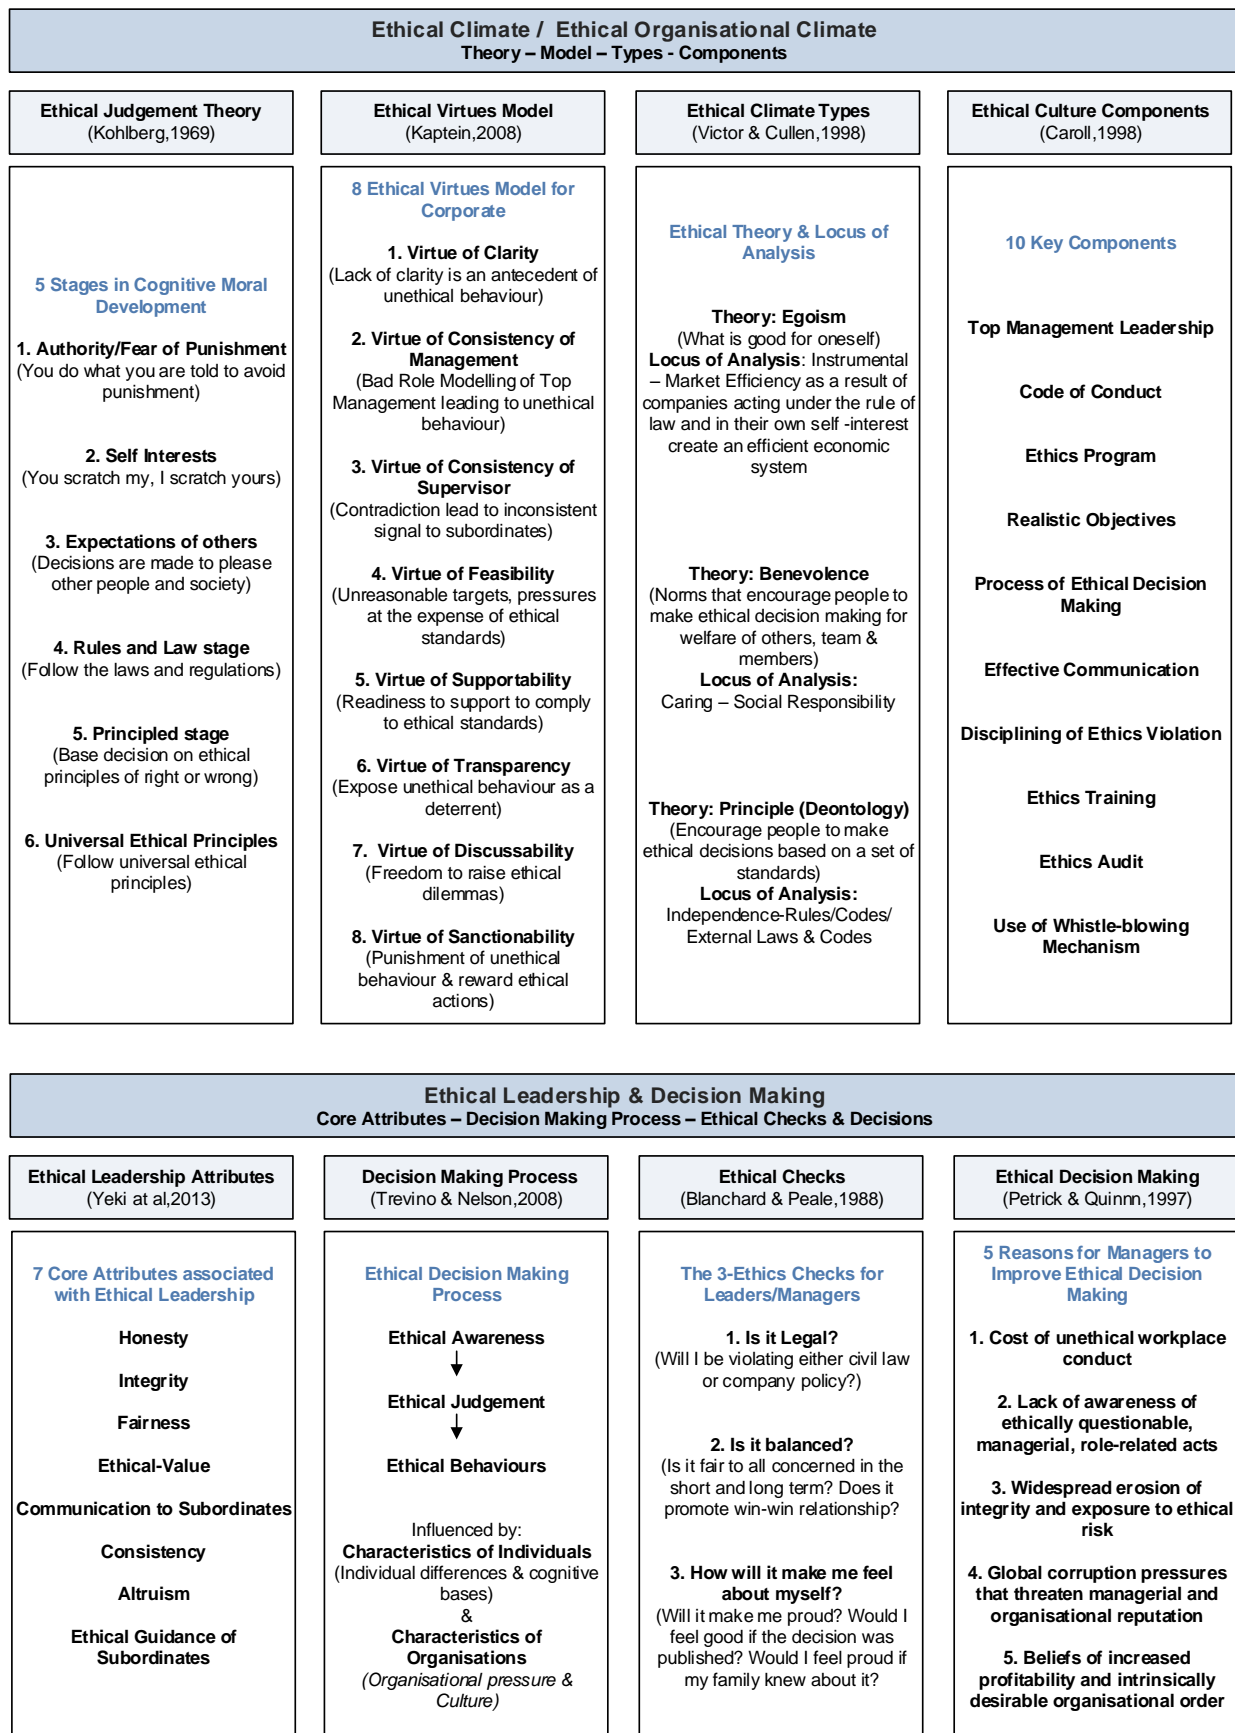 Ethical Climate / Ethical Organisational Climate
Theory – Model – Types - Components
Ethical Judgement Theory
(Kohlberg,1969)
Ethical Virtues Model
(Kaptein,2008)
Ethical Climate Types
(Victor & Cullen,1998)
Ethical Culture Components
(Caroll,1998)
5 Stages in Cognitive Moral
Development
1. Authority/Fear of Punishment
(You do what you are told to avoid
punishment)
2. Self Interests
(You scratch my, I scratch yours)
3. Expectations of others
(Decisions are made to please
other people and society)
4. Rules and Law stage
(Follow the laws and regulations)
5. Principled stage
(Base decision on ethical
principles of right or wrong)
6. Universal Ethical Principles
(Follow universal ethical
principles)
8 Ethical Virtues Model for
Corporate
1. Virtue of Clarity
(Lack of clarity is an antecedent of
unethical behaviour)
2. Virtue of Consistency of
Management
(Bad Role Modelling of Top
Management leading to unethical
behaviour)
3. Virtue of Consistency of
Supervisor
(Contradiction lead to inconsistent
signal to subordinates)
4. Virtue of Feasibility
(Unreasonable targets, pressures
at the expense of ethical
standards)
5. Virtue of Supportability
(Readiness to support to comply
to ethical standards)
6. Virtue of Transparency
(Expose unethical behaviour as a
deterrent)
7. Virtue of Discussability
(Freedom to raise ethical
dilemmas)
8. Virtue of Sanctionability
(Punishment of unethical
behaviour & reward ethical
actions)
Ethical Theory & Locus of
Analysis
Theory: Egoism
(What is good for oneself)
Locus of Analysis: Instrumental
– Market Efficiency as a result of
companies acting under the rule of
law and in their own self -interest
create an efficient economic
system
Theory: Benevolence
(Norms that encourage people to
make ethical decision making for
welfare of others, team &
members)
Locus of Analysis:
Caring – Social Responsibility
Theory: Principle (Deontology)
(Encourage people to make
ethical decisions based on a set of
standards)
Locus of Analysis:
Independence-Rules/Codes/
External Laws & Codes
10 Key Components
Top Management Leadership
Code of Conduct
Ethics Program
Realistic Objectives
Process of Ethical Decision
Making
Effective Communication
Disciplining of Ethics Violation
Ethics Training
Ethics Audit
Use of Whistle-blowing
Mechanism
Ethical Leadership & Decision Making
Core Attributes – Decision Making Process – Ethical Checks & Decisions
Ethical Leadership Attributes
(Yeki at al,2013)
Decision Making Process
(Trevino & Nelson,2008)
Ethical Checks
(Blanchard & Peale,1988)
Ethical Decision Making
(Petrick & Quinnn,1997)
7 Core Attributes associated
with Ethical Leadership
Honesty
Integrity
Fairness
Ethical-Value
Communication to Subordinates
Consistency
Altruism
Ethical Guidance of
Subordinates
Ethical Decision Making
Process
Ethical Awareness
Ethical Judgement
Ethical Behaviours
Influenced by:
Characteristics of Individuals
(Individual differences & cognitive
bases)
&
Characteristics of
Organisations
(Organisational pressure &
Culture)
The 3-Ethics Checks for
Leaders/Managers
1. Is it Legal?
(Will I be violating either civil law
or company policy?)
2. Is it balanced?
(Is it fair to all concerned in the
short and long term? Does it
promote win-win relationship?
3. How will it make me feel
about myself?
(Will it make me proud? Would I
feel good if the decision was
published? Would I feel proud if
my family knew about it?
5 Reasons for Managers to
Improve Ethical Decision
Making
1. Cost of unethical workplace
conduct
2. Lack of awareness of
ethically questionable,
managerial, role-related acts
3. Widespread erosion of
integrity and exposure to ethical
risk
4. Global corruption pressures
that threaten managerial and
organisational reputation
5. Beliefs of increased
profitability and intrinsically
desirable organisational order